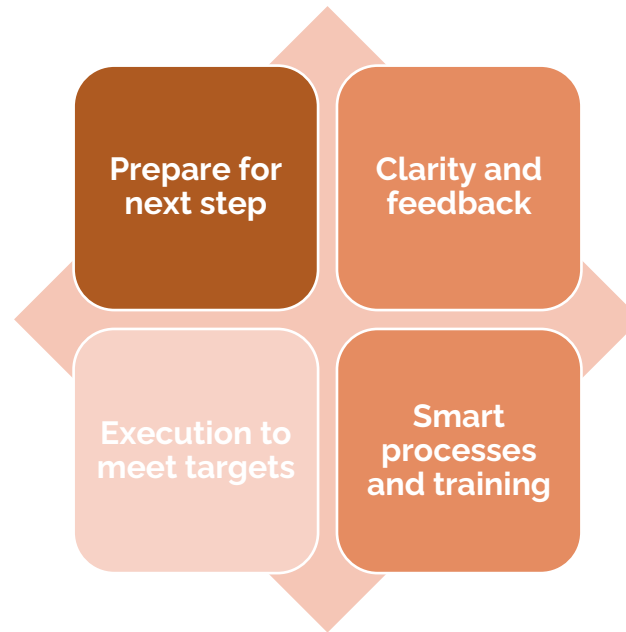 Prepare for
next step
Clarity and
feedback
Execution to
meet targets
Smart
processes
and training